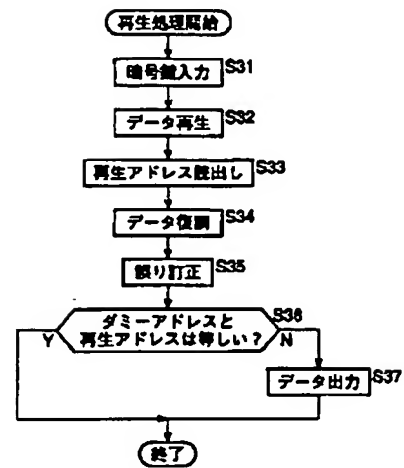 再生処理開始
暗号鍵入力 S31
データ再生 S32
再生アドレス読出し S33
データ復調 S34
誤り訂正 S35
ダミーアドレスと S36
再生アドレスは等しい?
Y N
データ出力 S37
終了